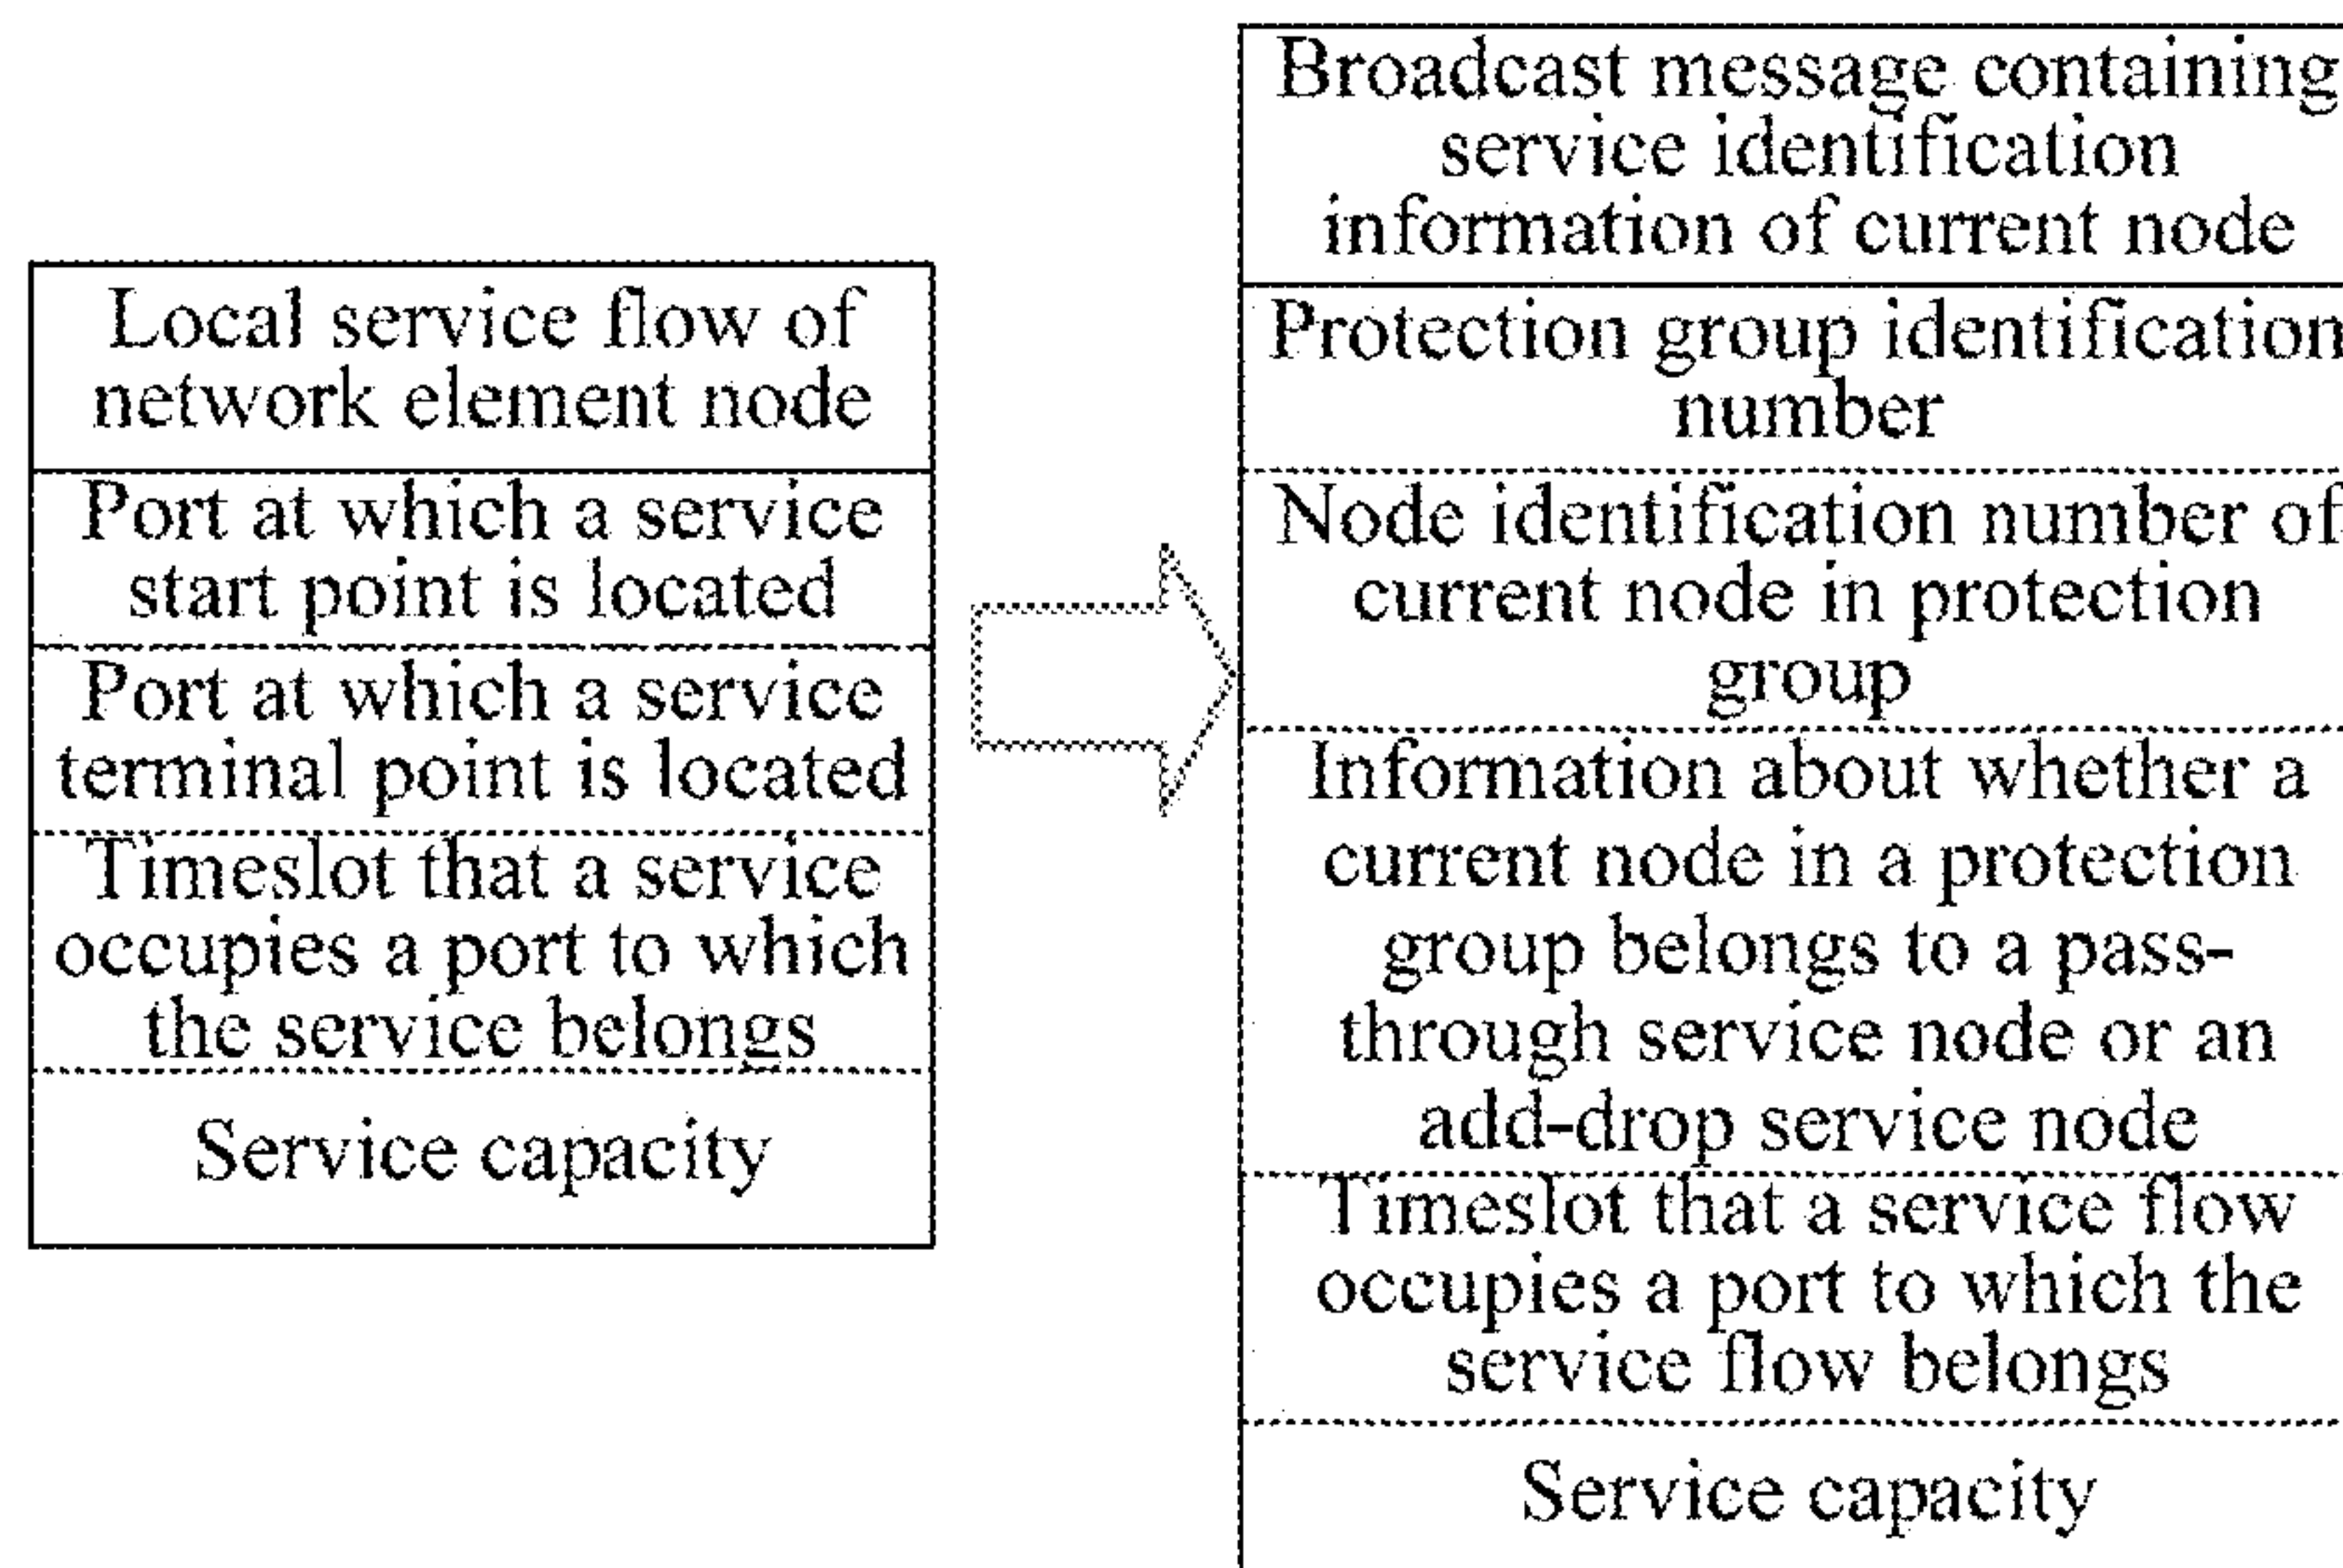 Local service flow of
network element node
Port at which a service
start point is located
Port at which a service
terminal point is located
Timeslot that a service
occupies a port to which
the service belongs
Service capacity
Broadcast message containing
service identification
information of current node
Protection group identification
number
Node identification number of
current node in protection
group
Information about whether a
current node in a protection
group belongs to a pass-
through service node or an
add-drop service node
Timeslot that a service flow
occupies a port to which the
service flow belongs
Service capacity